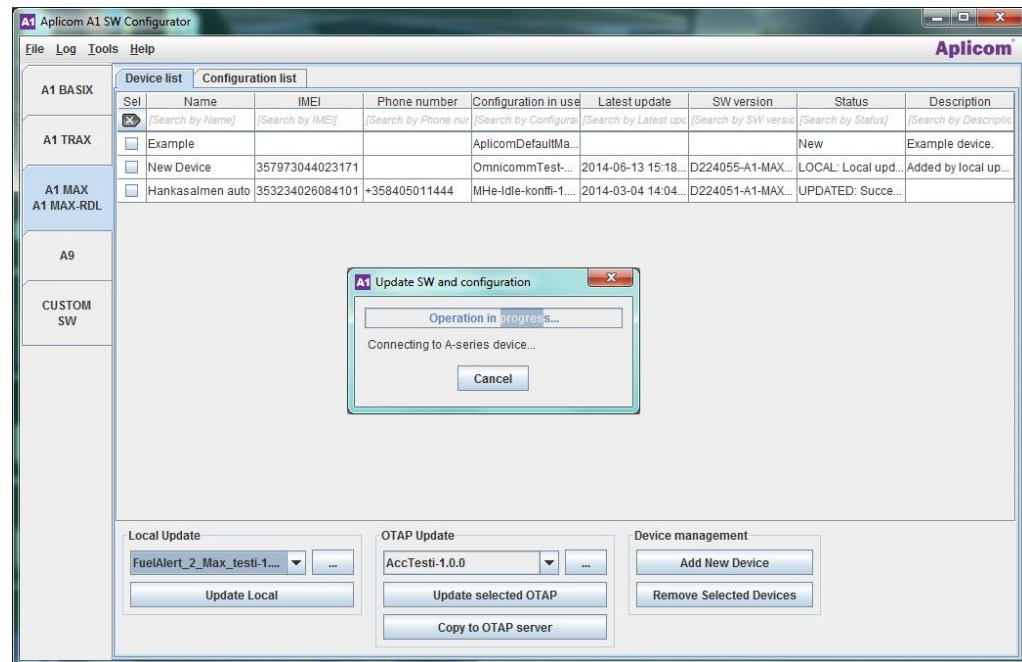 A1 Aplicom A1 SW Configurator
File Log Tools Help
Aplicom
A1 BASIX
A1 TRAX
A1 MAX
A1 MAX-RDL
A9
CUSTOM
SW
Device list Configuration list
Sel Name IMEI Phone number Configuration in use Latest update SW version Status Description
[Search by Name] [Search by IMEI] [Search by Phone nur [Search by Configurat [Search by Latest upd [Search by SW versic [Search by Status] [Search by Descriptic
Example AplicomDefaultMa... New Example device.
New Device 357973044023171 OmnicommTest-... 2014-06-13 15:18... D224055-A1-MAX... LOCAL: Local upd... Added by local up...
Hankasalmen auto 353234026084101 +358405011444 MHe-Idle-konffi-1.... 2014-03-04 14:04... D224051-A1-MAX... UPDATED: Succe...
A1 Update SW and configuration
Operation in progress...
Connecting to A-series device...
Cancel
Local Update
FuelAlert_2_Max_testi-1.... ...
Update Local
OTAP Update
AccTesti-1.0.0 ...
Update selected OTAP
Copy to OTAP server
Device management
Add New Device
Remove Selected Devices